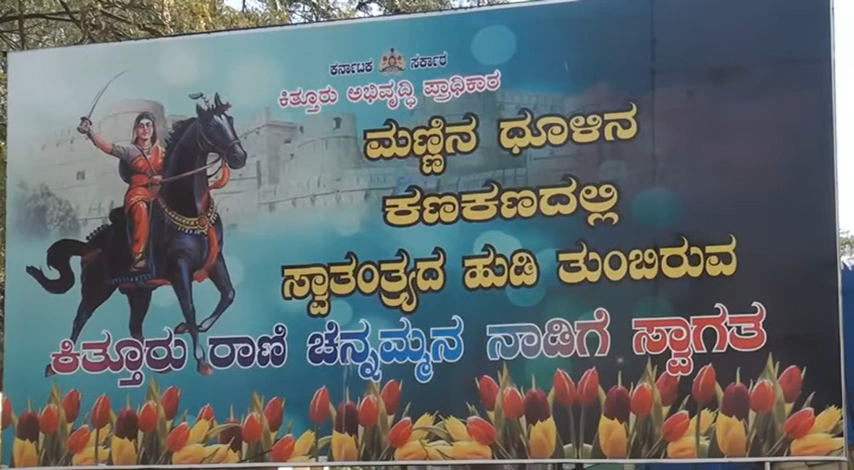 ಕರ್ನಾಟಕ ಸರ್ಕಾರ
ಕಿತ್ತೂರು ಅಭಿವೃದ್ಧಿ ಪ್ರಾಧಿಕಾರ
ಮಣ್ಣಿನ ಧೂಳಿನ
ಕಣಕಣದಲ್ಲಿ
ಸ್ವಾತಂತ್ರ್ಯದ ಹುಡಿ ತುಂಬಿರುವ
ಕಿತ್ತೂರು ರಾಣಿ ಚೆನ್ನಮ್ಮನ ನಾಡಿಗೆ ಸ್ವಾಗತ